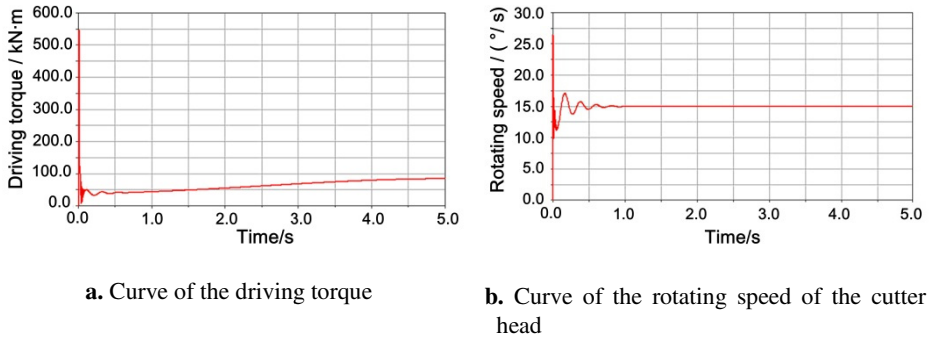 Driving torque / kN·m
600.0
500.0
400.0
300.0
200.0
100.0
0.0
0.0 1.0 2.0 3.0 4.0 5.0
Time/s
a. Curve of the driving torque
Rotating speed / ( °/ s)
30.0
25.0
20.0
15.0
10.0
5.0
0.0
0.0 1.0 2.0 3.0 4.0 5.0
Time/s
b. Curve of the rotating speed of the cutter
head